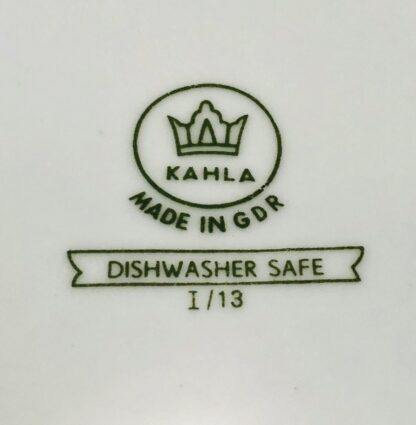 KAHLA
MADE IN GDR
DISHWASHER SAFE
I/13